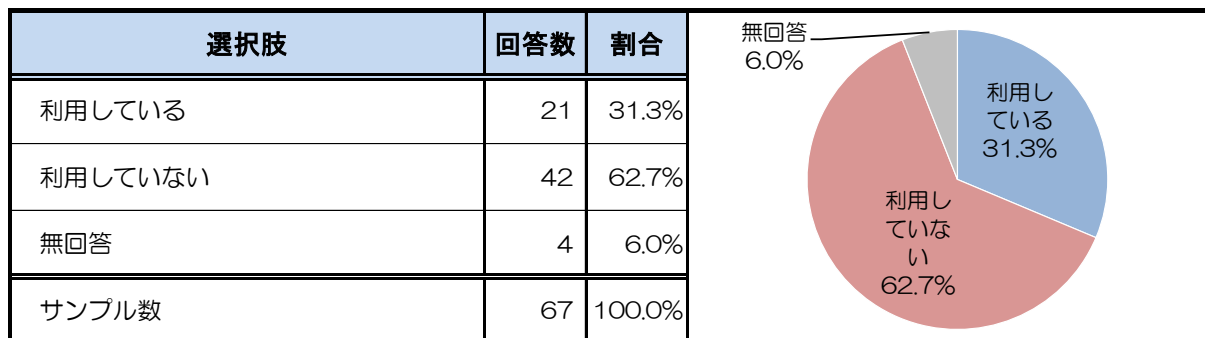 選択肢 回答数 割合
利用している 21 31.3%
利用していない 42 62.7%
無回答 4 6.0%
サンプル数 67 100.0%
無回答
6.0%
利用し
ている
31.3%
利用し
ていな
い
62.7%